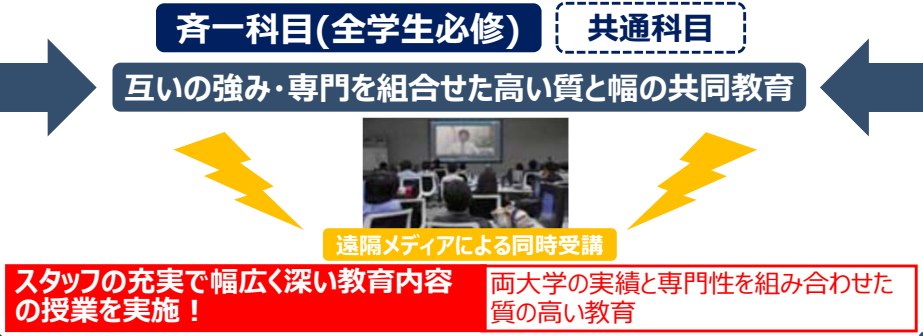 斉一科目(全学生必修)
共通科目
互いの強み・専門を組合せた高い質と幅の共同教育
遠隔メディアによる同時受講
スタッフの充実で幅広く深い教育内容
の授業を実施！
両大学の実績と専門性を組み合わせた
質の高い教育